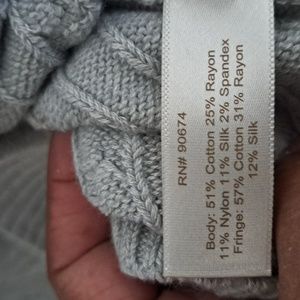 RN# 90674
Body: 51% Cotton 25% Rayon
11% Nylon 11% Silk 2% Spandex
Fringe: 57% Cotton 31% Rayon
12% Silk